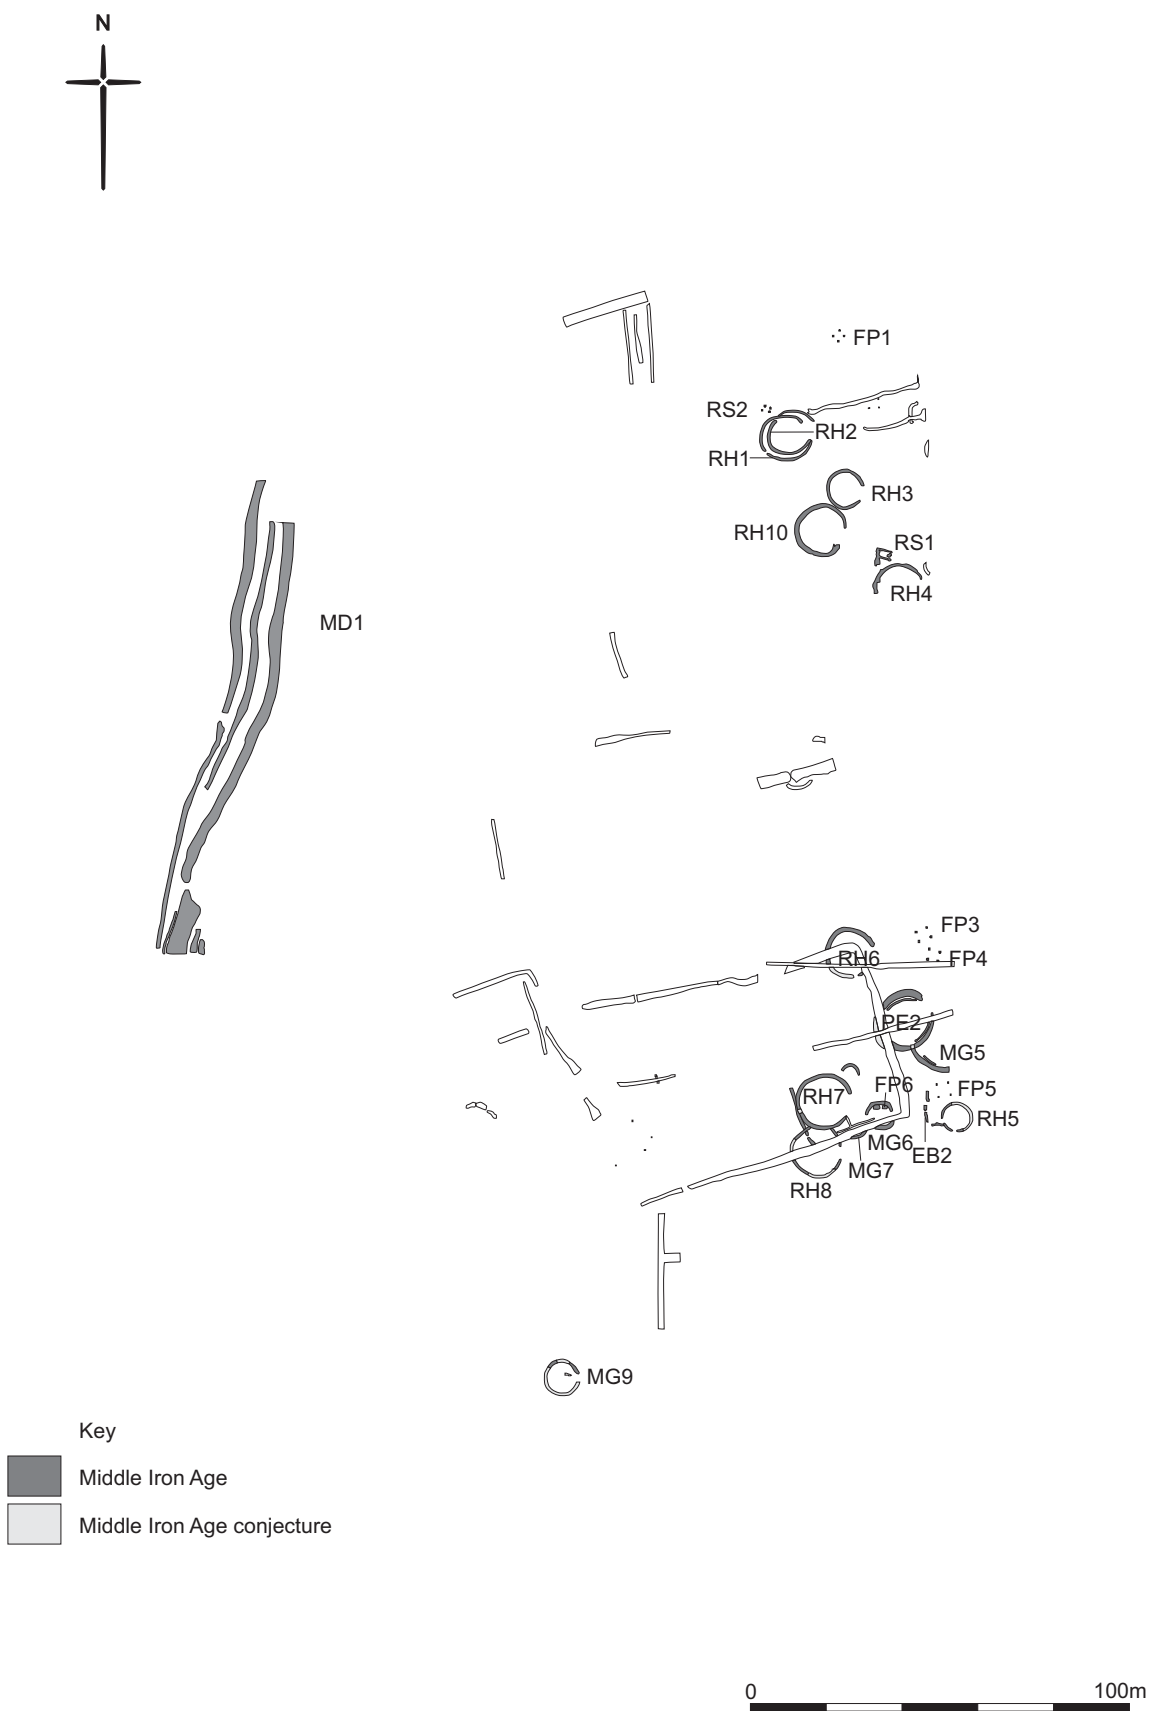 N
FP1
RS2
RH2
RH1
RH3
RH10
RS1
RH4
MD1
FP3
RH6
FP4
PE2
MG5
FP6
FP5
RH7
RH5
MG6
EB2
MG7
RH8
MG9
Key
Middle Iron Age
Middle Iron Age conjecture
0
100m